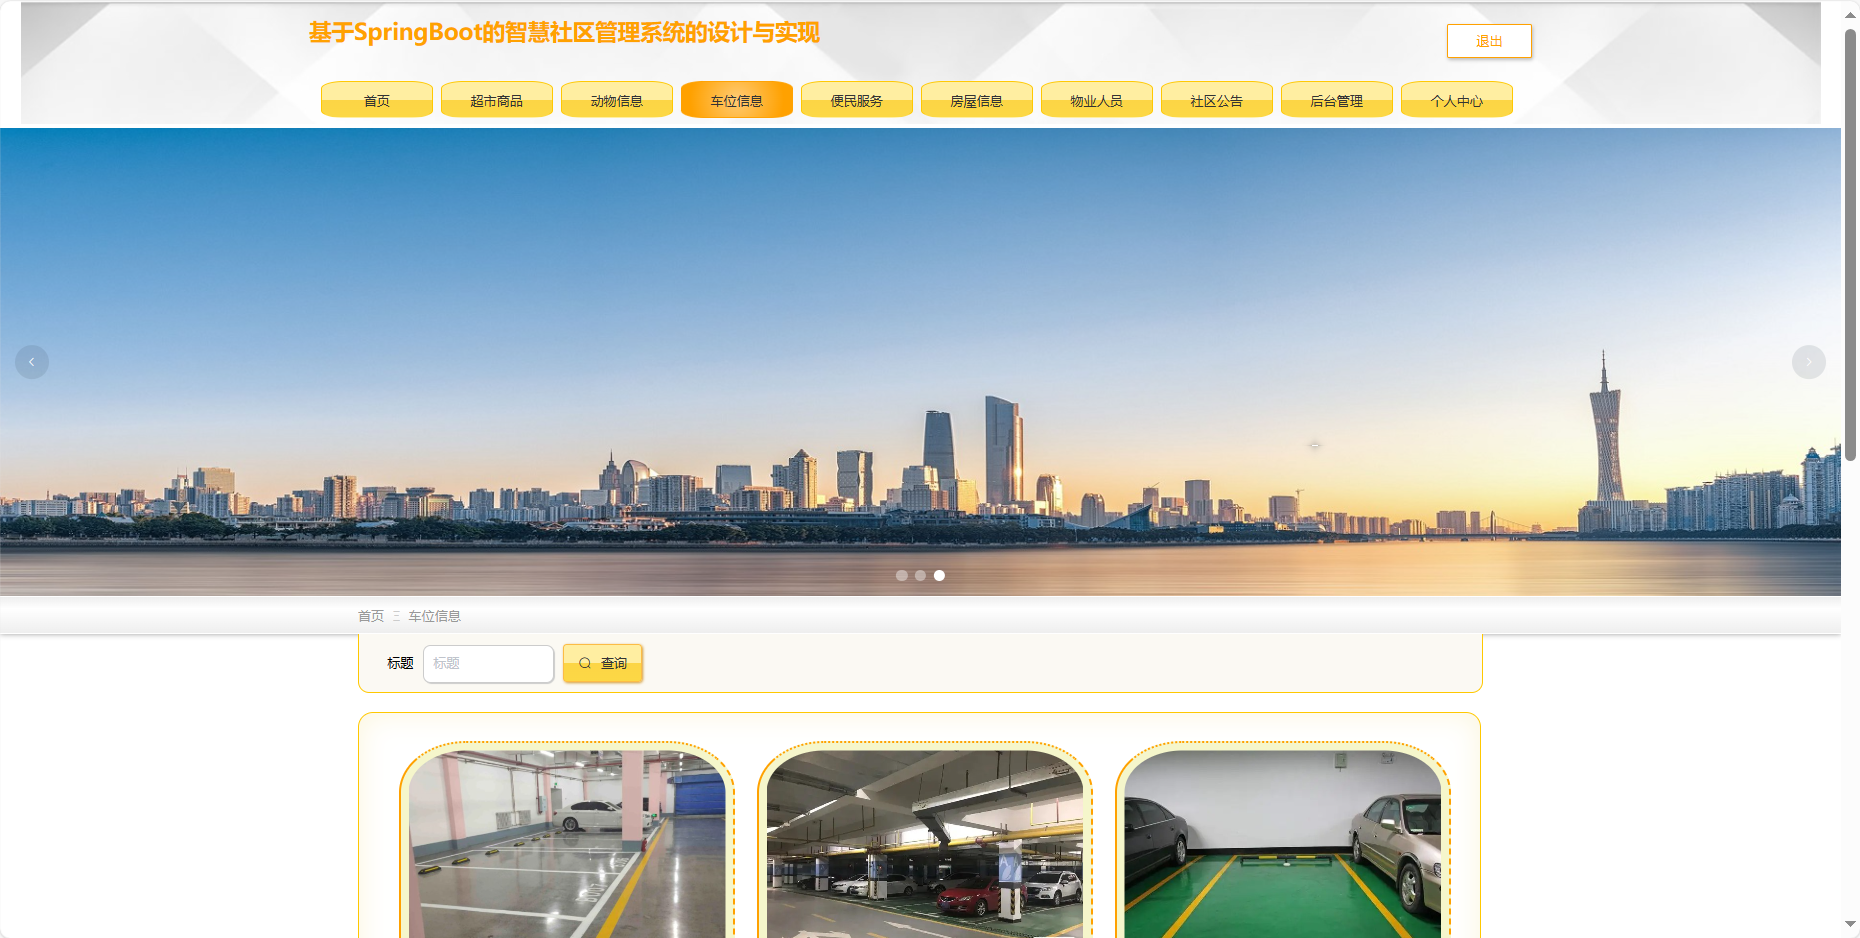 基于SpringBoot的智慧社区管理系统的设计与实现
退出
首页 超市商品 动物信息 车位信息 便民服务 房屋信息 物业人员 社区公告 后台管理 个人中心
首页 车位信息
标题 标题 查询